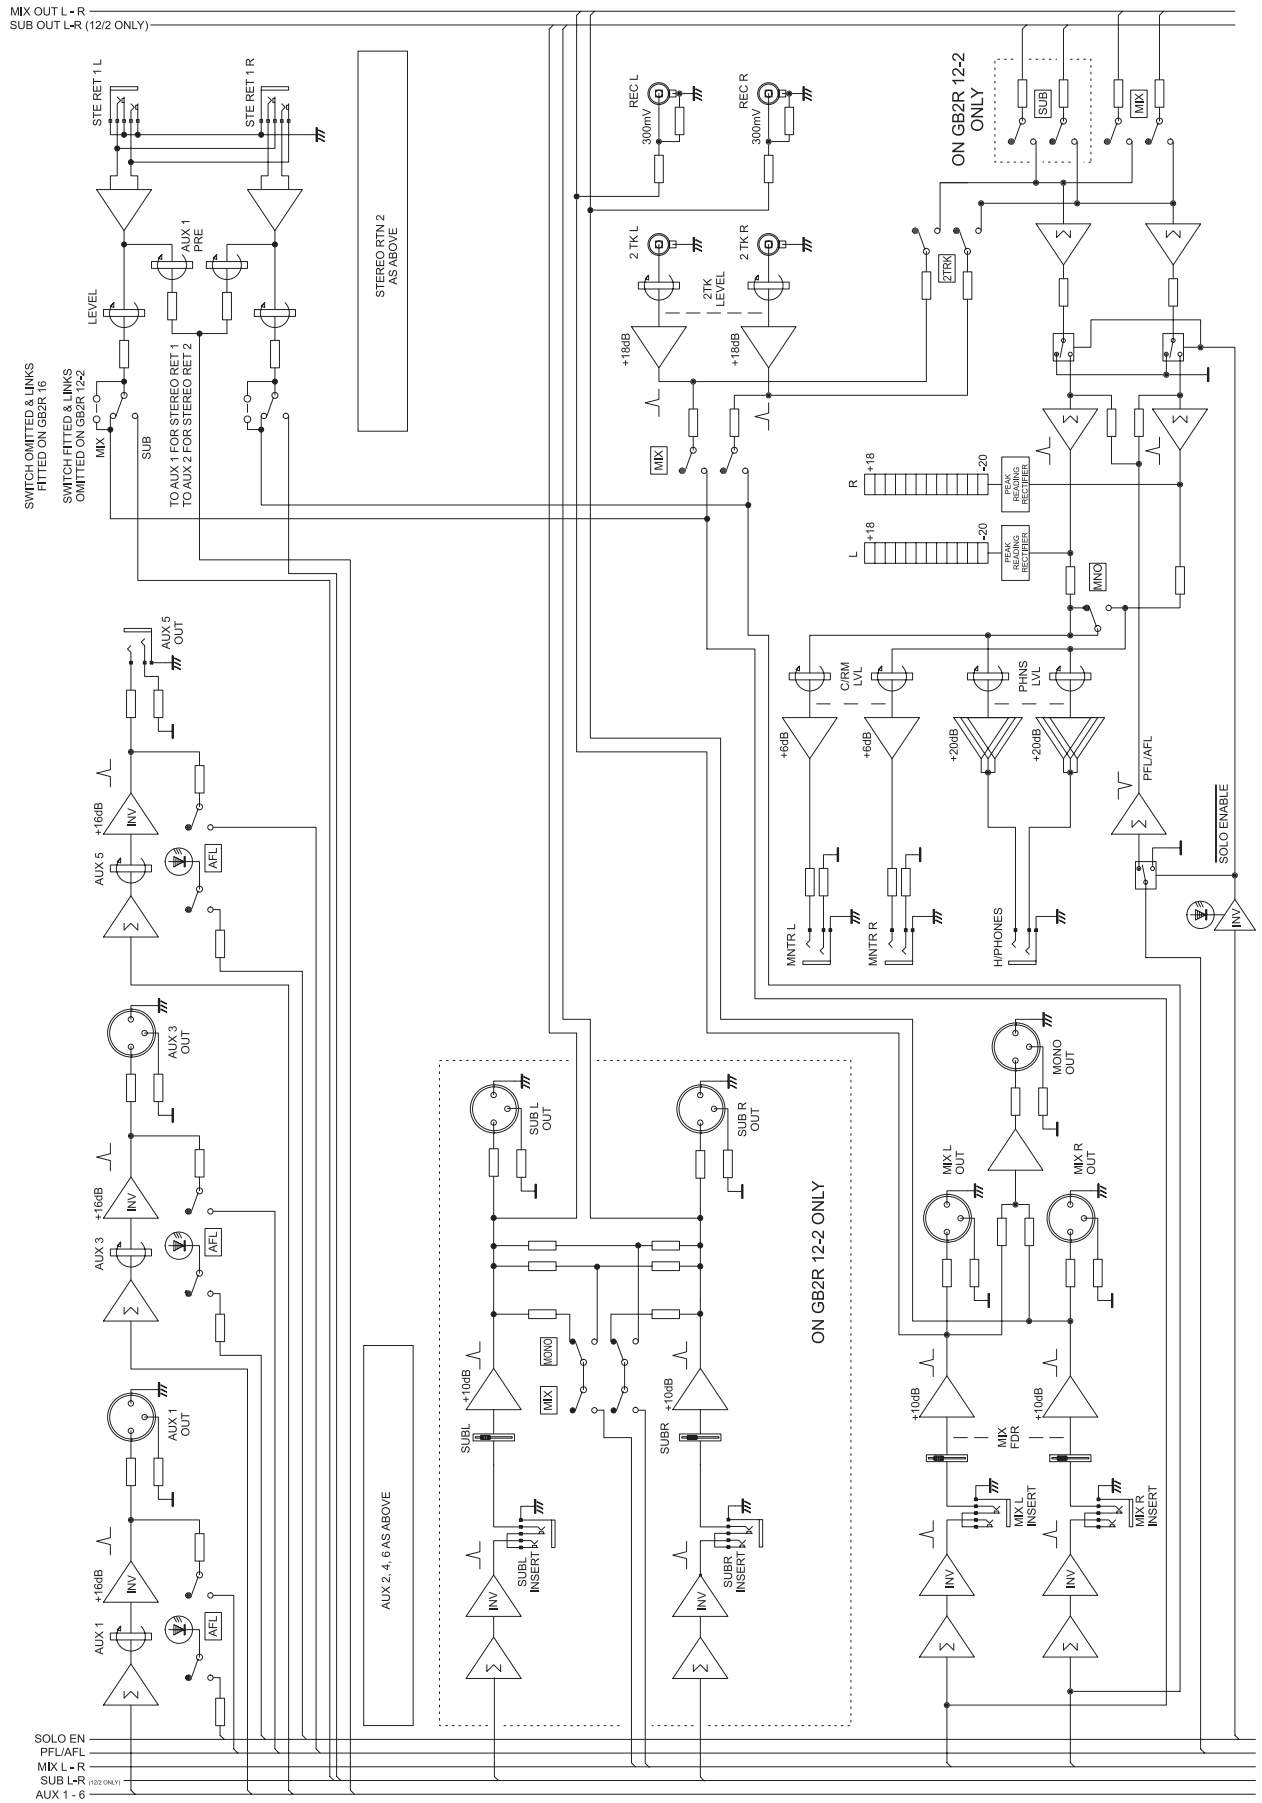 MIX OUT L - R
SUB OUT L-R (12/2 ONLY)
STE RET 1 L
STE RET 1 R
LEVEL
AUX 1
PRE
SWITCH OMITTED & LINKS
FITTED ON GB2R 16
SWITCH FITTED & LINKS
OMITTED ON GB2R 12-2
MIX
SUB
TO AUX 1 FOR STEREO RET 1
TO AUX 2 FOR STEREO RET 2
STEREO RTN 2
AS ABOVE
REC L
300mV
REC R
300mV
2 TK L
2 TK R
2TK
LEVEL
+18dB
+18dB
MIX
ON GB2R 12-2
ONLY
SUB
MIX
2TRK
Σ
Σ
R
+18
-20
PEAK
READING
RECTIFIER
L
+18
-20
PEAK
READING
RECTIFIER
MNO
C/RM
LVL
PHNS
LVL
+6dB
+6dB
+20dB
+20dB
PFL/AFL
Σ
SOLO ENABLE
INV
MNTR L
MNTR R
H/PHONES
AUX 5
OUT
+16dB
INV
AUX 5
AFL
Σ
AUX 3
OUT
+16dB
INV
AUX 3
AFL
Σ
AUX 1
OUT
+16dB
INV
AUX 1
AFL
Σ
AUX 2, 4, 6 AS ABOVE
SUB L
OUT
SUB R
OUT
ON GB2R 12-2 ONLY
MONO
MIX
+10dB
+10dB
SUBL
SUBR
SUBL
INSERT
SUBR
INSERT
INV
INV
Σ
Σ
MONO
OUT
MIX L
OUT
MIX R
OUT
+10dB
+10dB
MIX
FDR
MIX L
INSERT
MIX R
INSERT
INV
INV
Σ
Σ
SOLO EN
PFL/AFL
MIX L - R
SUB L-R (12/2 ONLY)
AUX 1 - 6